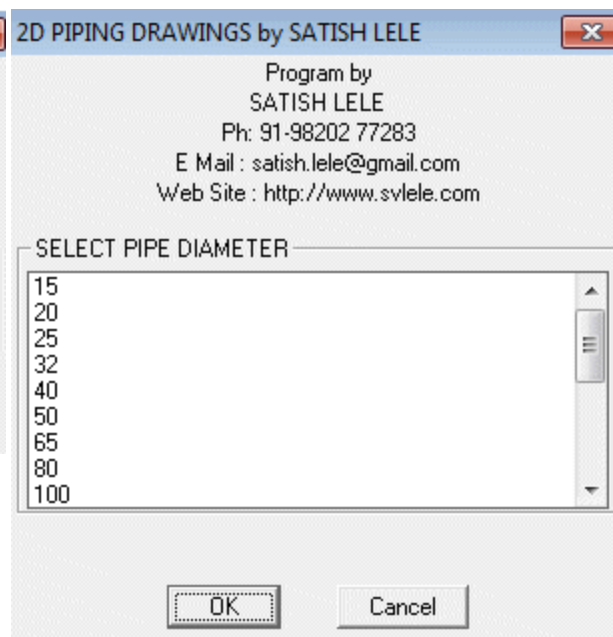 2D PIPING DRAWINGS by SATISH LELE
Program by
SATISH LELE
Ph: 91-98202 77283
E Mail : satish.lele@gmail.com
Web Site : http://www.svlele.com
SELECT PIPE DIAMETER
15
20
25
32
40
50
65
80
100
OK
Cancel